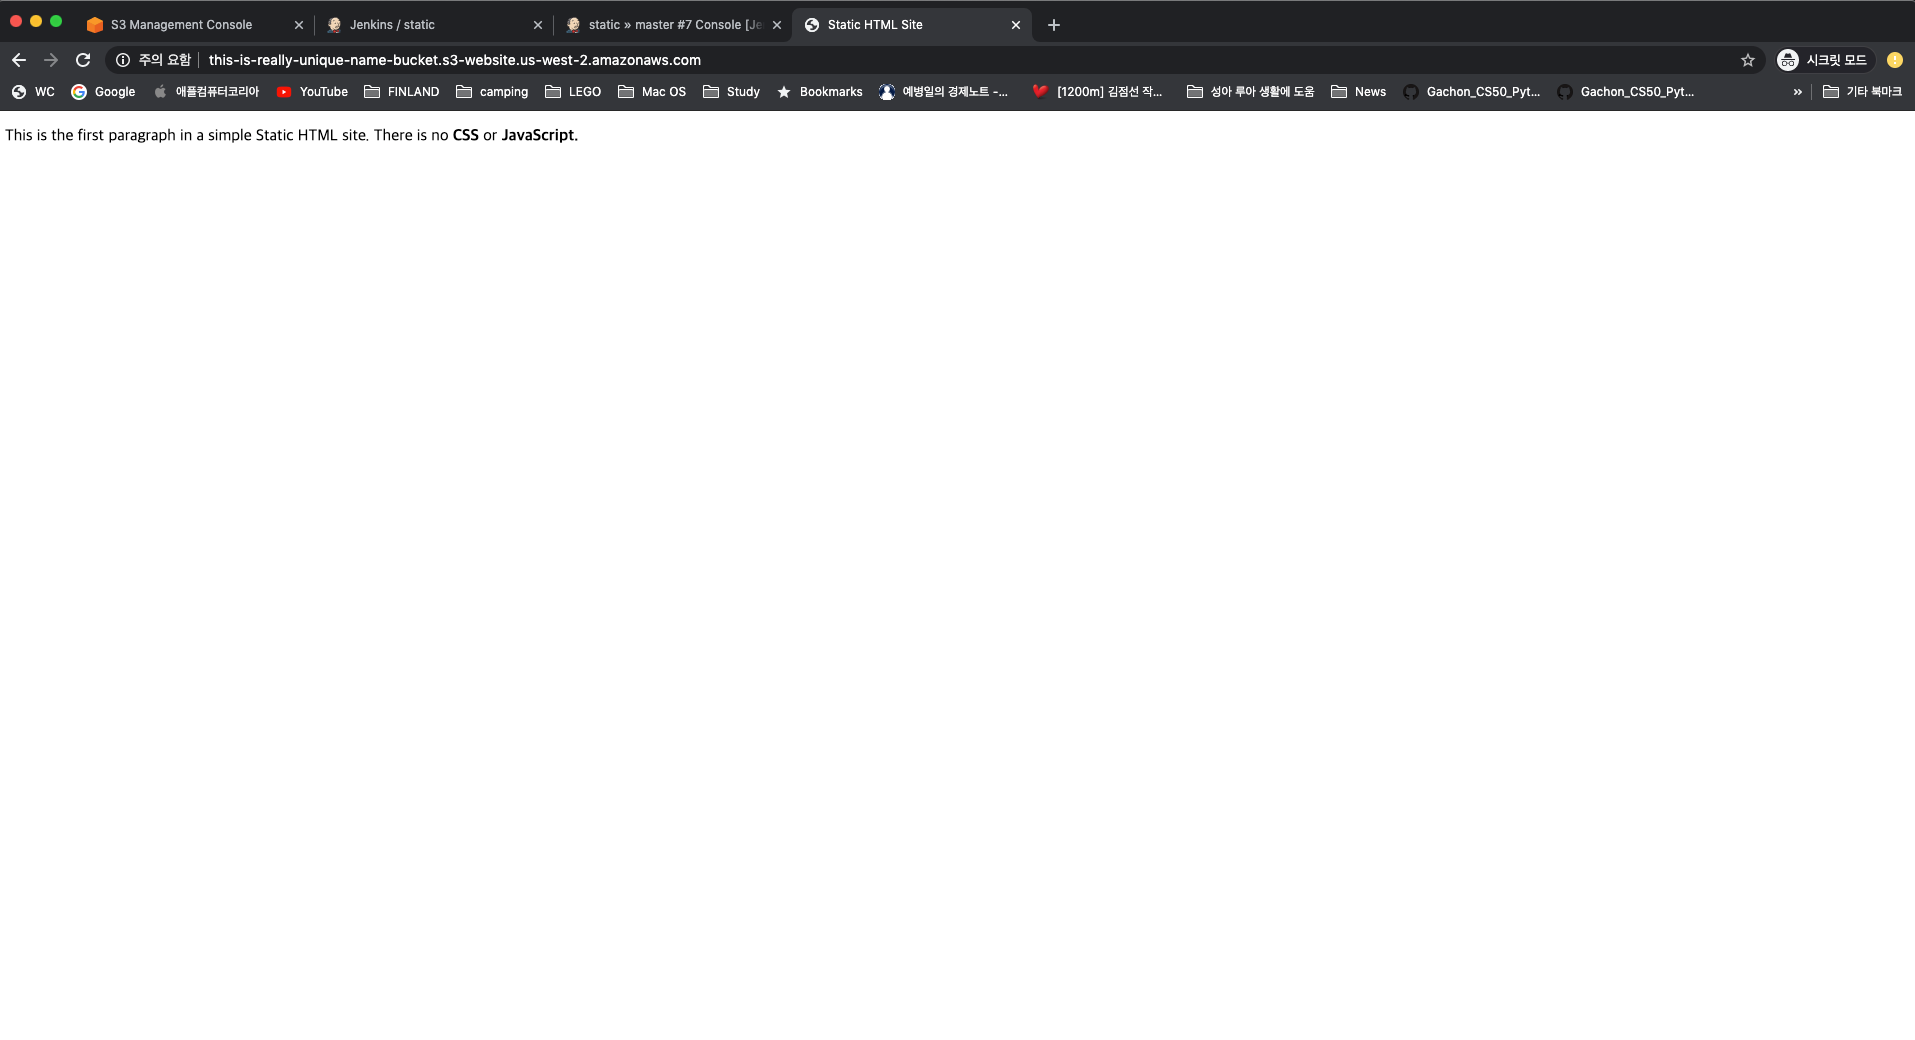 S3 Management Console
Jenkins / static
static » master #7 Console [Je
Static HTML Site
주의 요함 this-is-really-unique-name-bucket.s3-website.us-west-2.amazonaws.com 시크릿 모드
WC Google 애플컴퓨터코리아 YouTube FINLAND camping LEGO Mac OS Study Bookmarks 예병일의 경제노트 -... [1200m] 김점선 작... 성아 루아 생활에 도움 News Gachon_CS50_Pyt... Gachon_CS50_Pyt... » 기타 북마크
This is the first paragraph in a simple Static HTML site. There is no CSS or JavaScript.